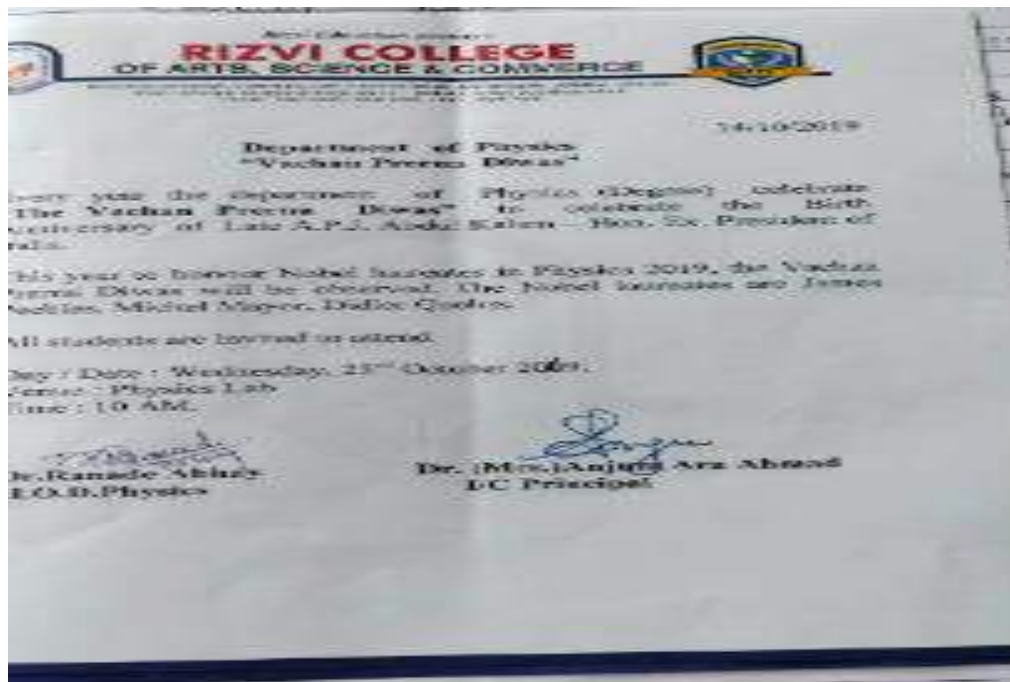 RIZVI COLLEGE
OF ARTS, SCIENCE & COMMERCE
14/10/2019
Department of Physics
"Vachan Prerna Diwas"
every year the department of Physics (Degree) celebrate
"The Vachan Prerna Diwas" to celebrate the Birth
Anniversary of Late A.P.J. Abdul Kalam Hon. Ex. President of
This year to honour Nobel laureates in Physics 2019, the Vachan
Prerna Diwas will be observed. The Nobel laureates are James
Peebles, Michel Mayor, Didier Queloz.
All students are invited to attend.
Day / Date : Wednesday, 23rd October 2019.
Venue : Physics Lab
Time : 10 AM.
Dr. Ranade Abhay
H.O.D.Physics
Dr. (Mrs.)Anjum Ara Ahmad
I/C Principal